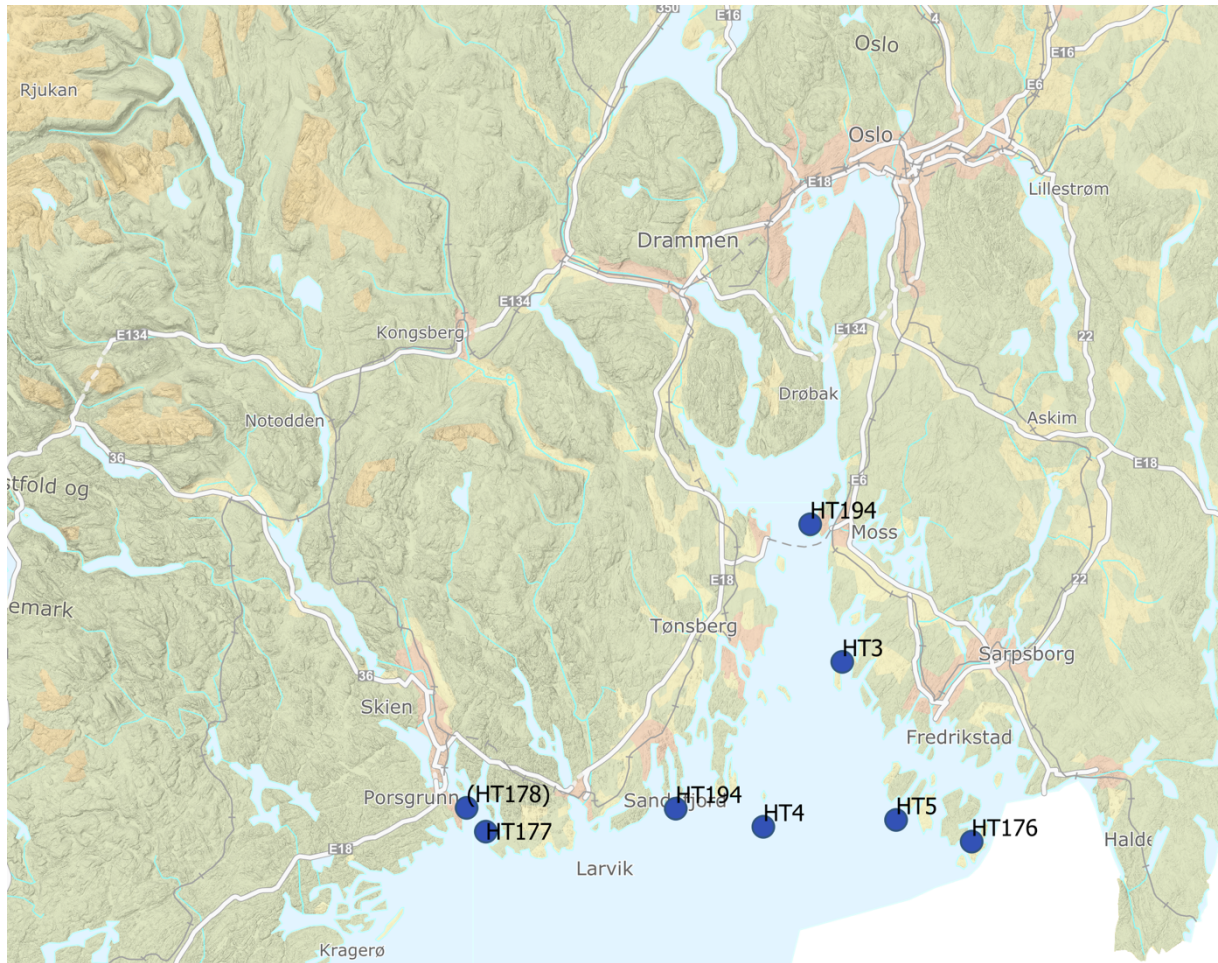 350
E16
4
Oslo
E16
Rjukan
E6
Oslo
E18
Lillestrøm
Drammen
E134
E134
E134
Kongsberg
22
Drøbak
Notodden
Askim
36
E18
stfold og
E6
HT194
Moss
E18
22
emark
Tønsberg
HT3
Sarpsborg
36
Skien
Fredrikstad
(HT178)
Porsgrunn
HT194
Sandefjord
HT5
HT4
HT177
HT176
E18
Halde
Larvik
Kragerø